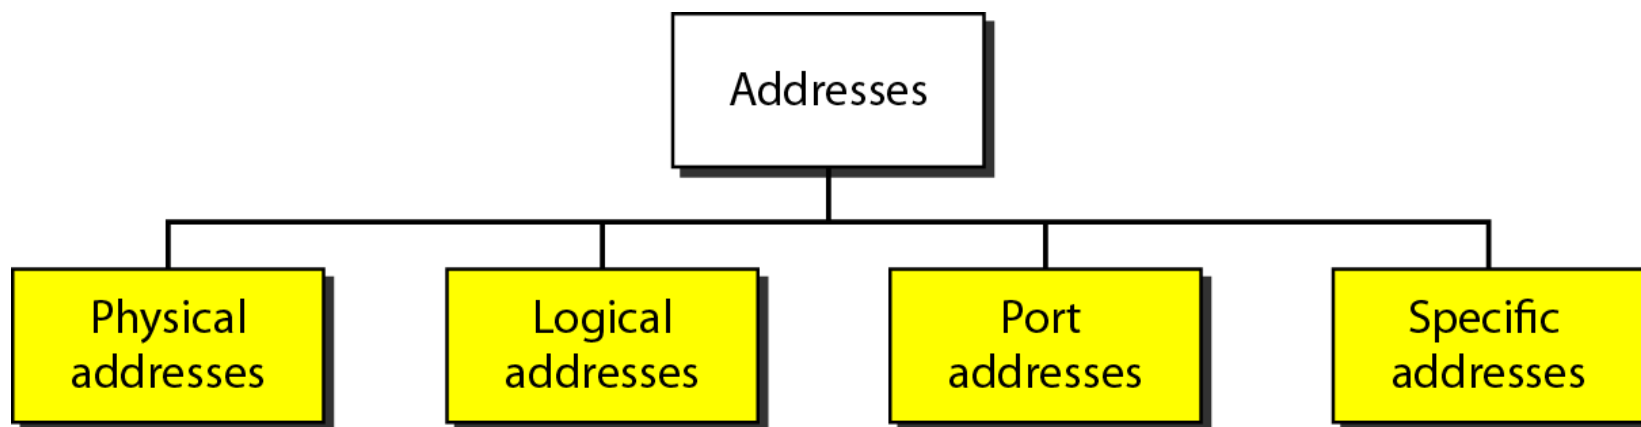 Addresses
Physical
addresses
Logical
addresses
Port
addresses
Specific
addresses